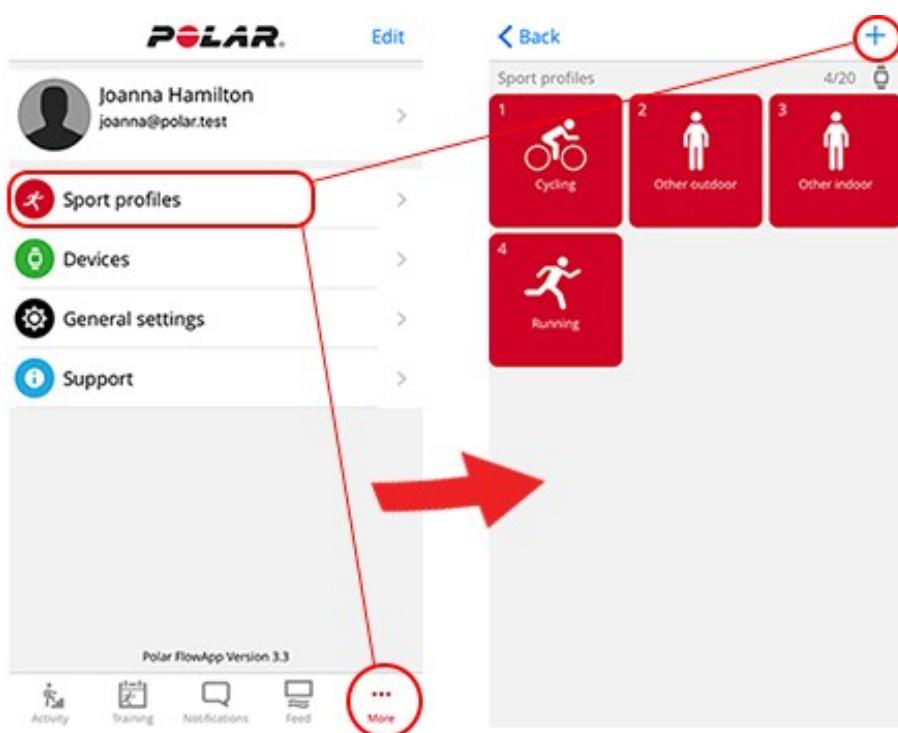 POLAR.
Edit
Joanna Hamilton
joanna@polar.test
Sport profiles
Devices
General settings
Support
Polar FlowApp Version 3.3
Activity
Training
Notifications
Feed
More
Back
Sport profiles
4/20
1
Cycling
2
Other outdoor
3
Other indoor
4
Running